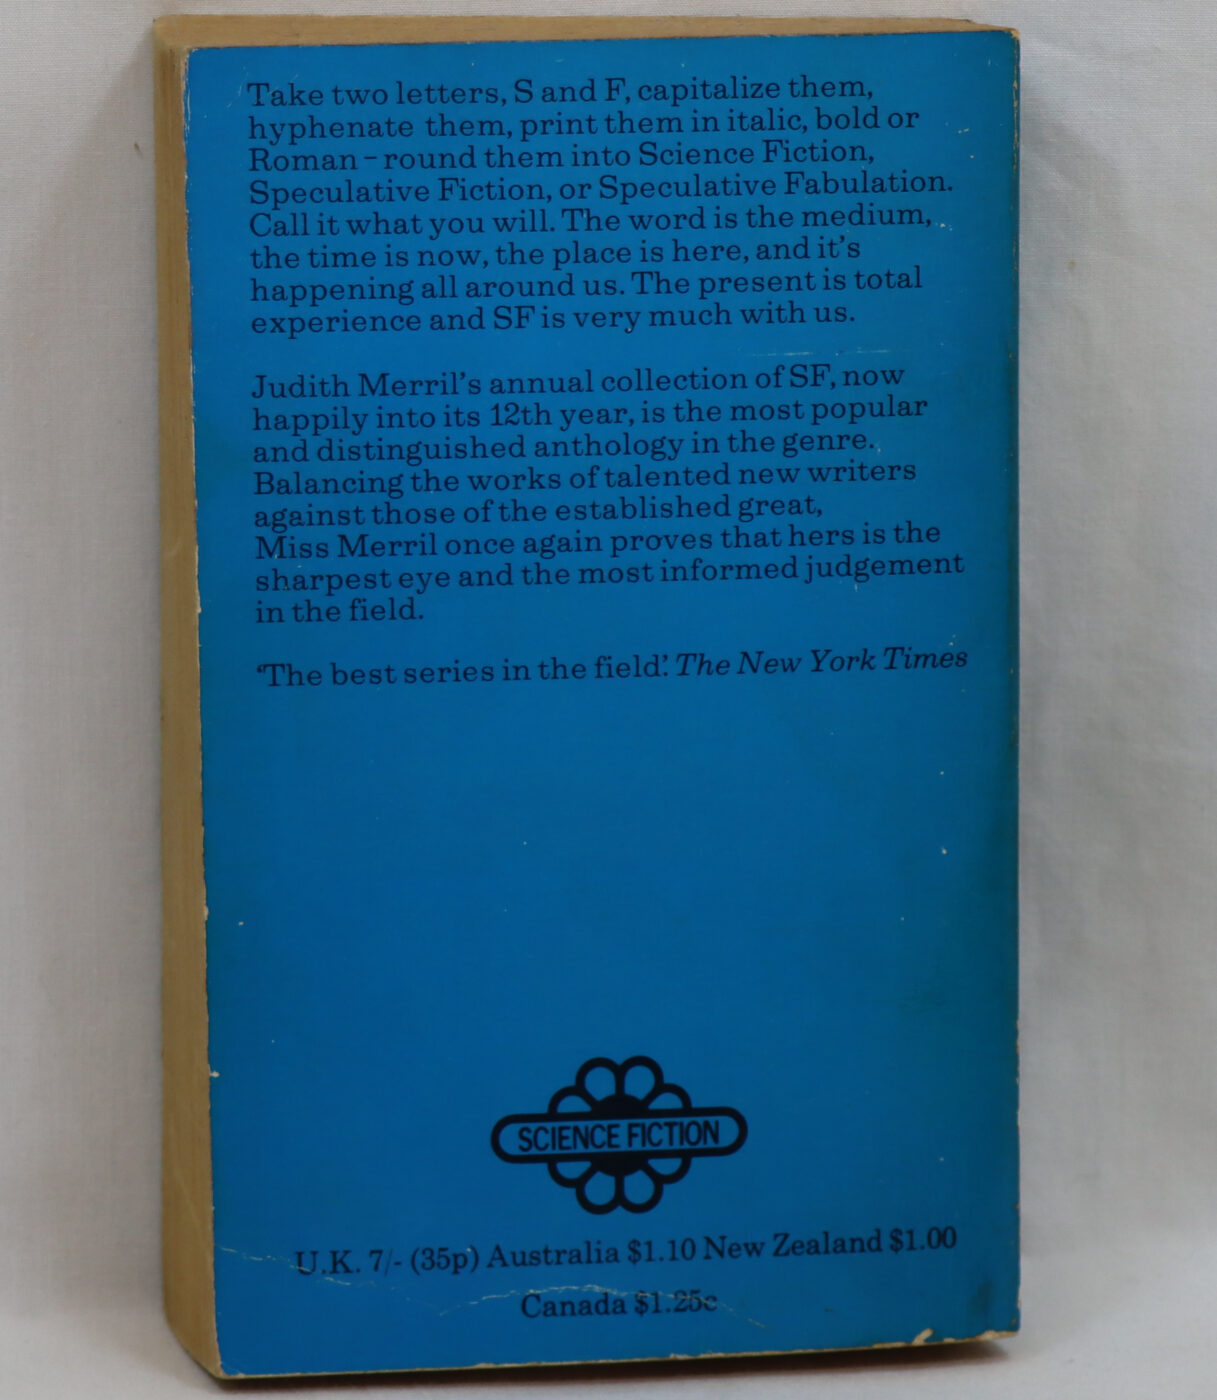 Take two letters, S and F, capitalize them,
hyphenate them, print them in italic, bold or
Roman – round them into Science Fiction,
Speculative Fiction, or Speculative Fabulation.
Call it what you will. The word is the medium,
the time is now, the place is here, and it's
happening all around us. The present is total
experience and SF is very much with us.
Judith Merril's annual collection of SF, now
happily into its 12th year, is the most popular
and distinguished anthology in the genre.
Balancing the works of talented new writers
against those of the established great,
Miss Merril once again proves that hers is the
sharpest eye and the most informed judgement
in the field.
'The best series in the field'. The New York Times
SCIENCE FICTION
U.K. 7/- (35p) Australia $1.10 New Zealand $1.00
Canada $1.25c